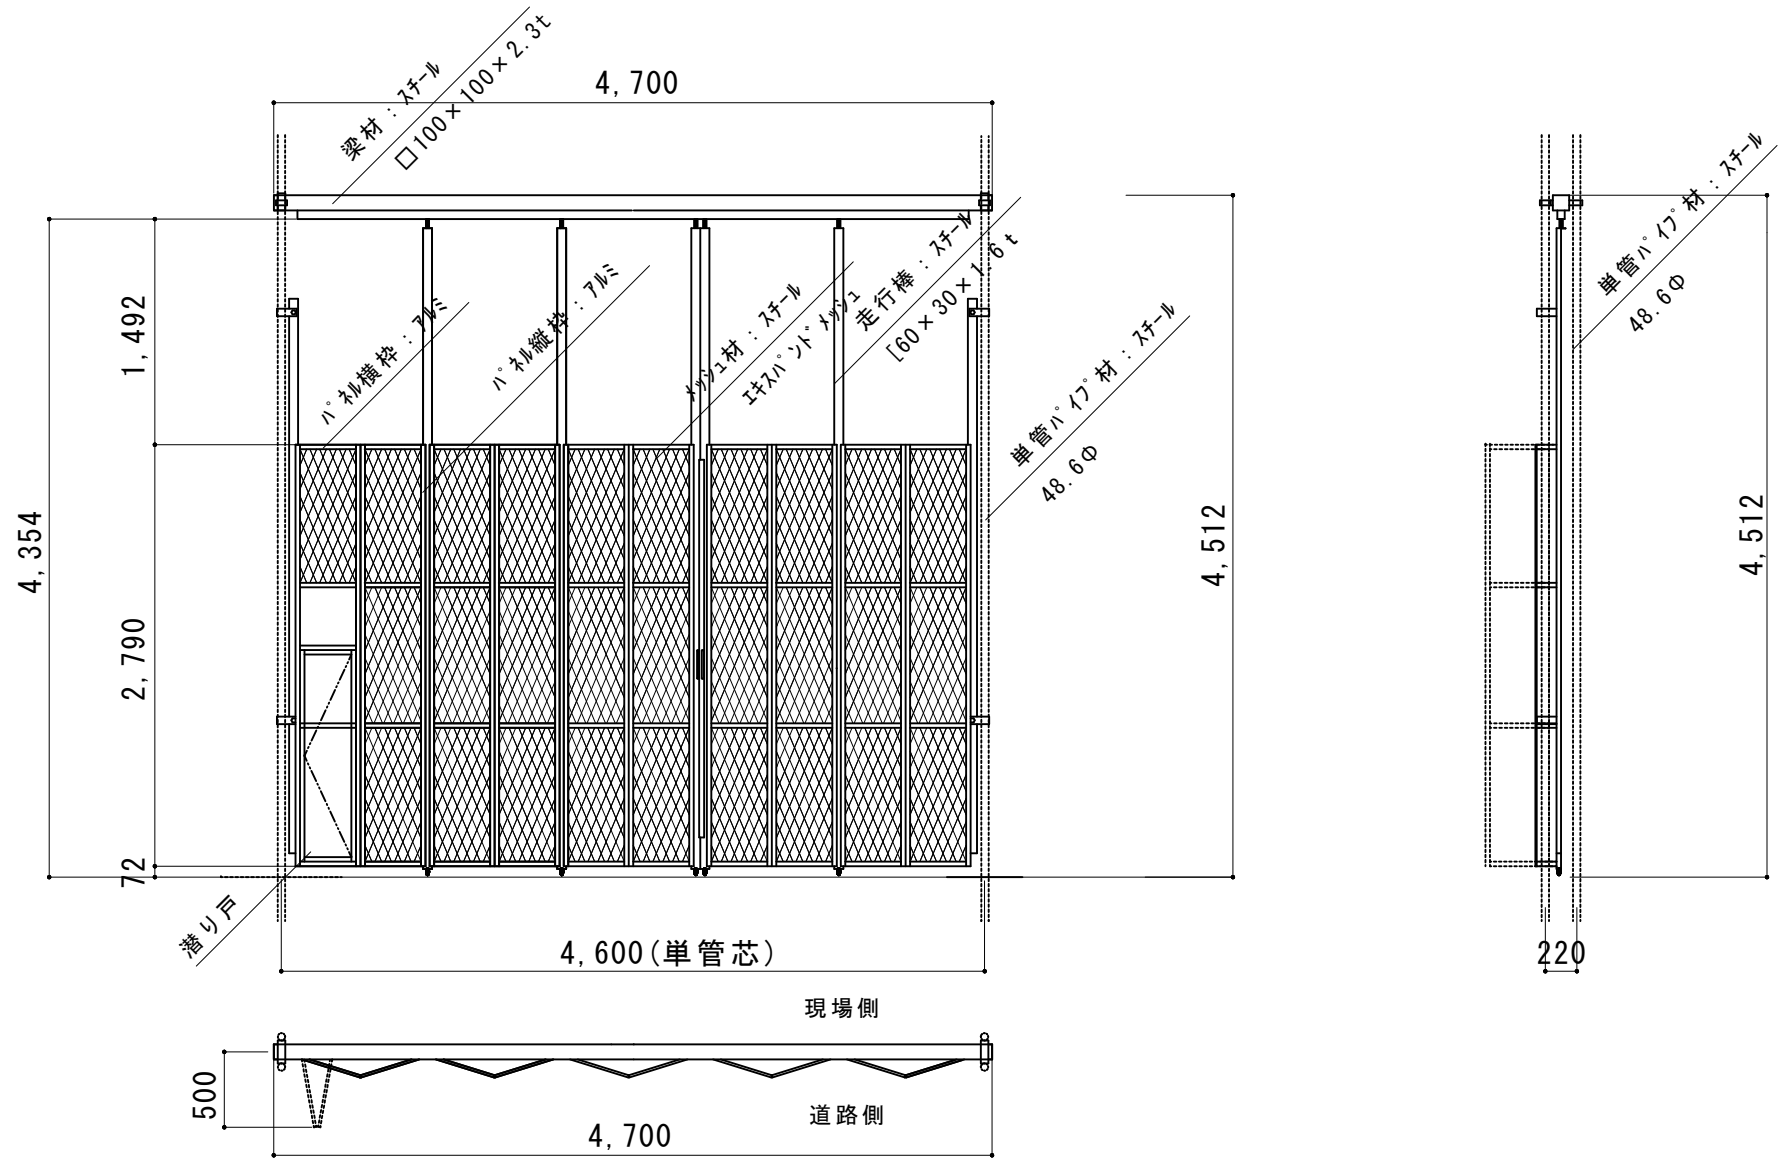 4,700
梁材：ｽﾁｰﾙ
□100×100×2.3t
1,492
ﾊﾟﾈﾙ横枠：ｱﾙﾐ
ﾊﾟﾈﾙ縦枠：ｱﾙﾐ
ﾒｯｼｭ材：ｽﾁｰﾙ
ｴｷｽﾊﾟﾝﾄﾞﾒｯｼｭ
走行棒：ｽﾁｰﾙ
[60×30×1.6t
単管ﾊﾟｲﾌﾟ材：ｽﾁｰﾙ
48.6Φ
単管ﾊﾟｲﾌﾟ材：ｽﾁｰﾙ
48.6Φ
4,354
2,790
72
4,512
4,512
潜り戸
4,600(単管芯)
220
現場側
500
道路側
4,700